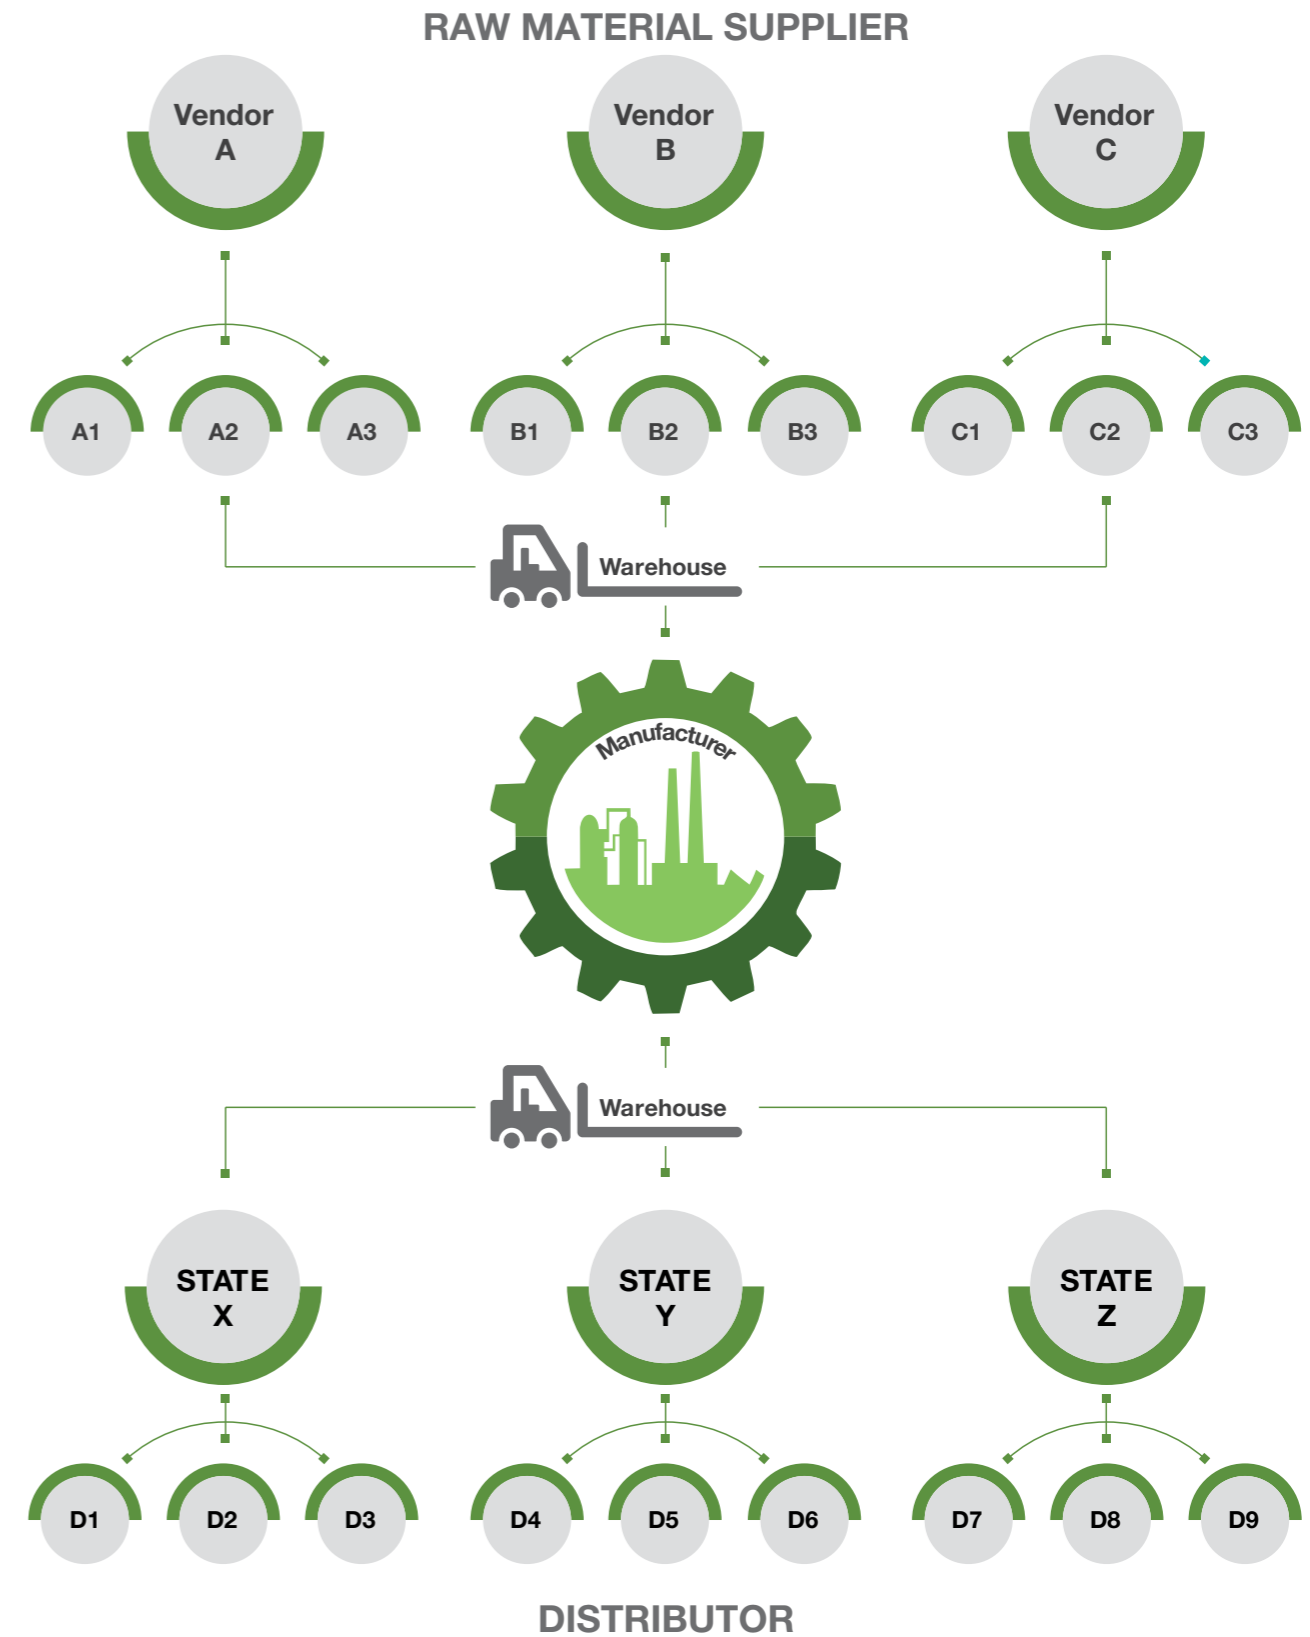 RAW MATERIAL SUPPLIER
Vendor
A
Vendor
B
Vendor
C
A1
A2
A3
B1
B2
B3
C1
C2
C3
Warehouse
Manufacturer
Warehouse
STATE
X
STATE
Y
STATE
Z
D1
D2
D3
D4
D5
D6
D7
D8
D9
DISTRIBUTOR